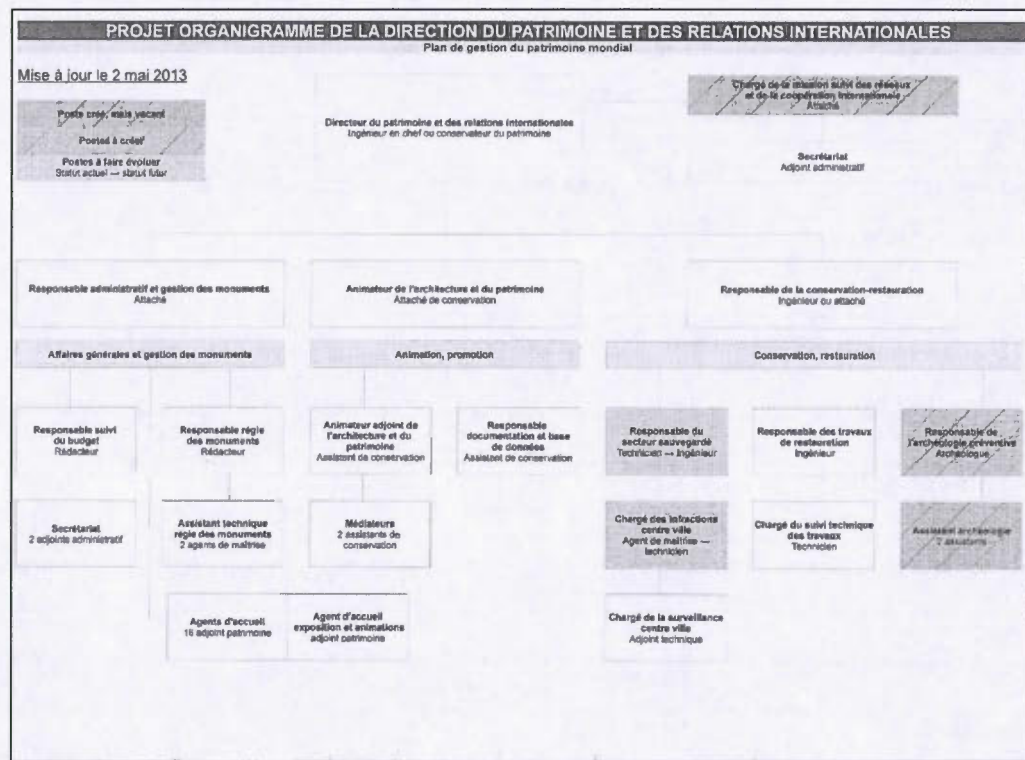 PROJET ORGANIGRAMME DE LA DIRECTION DU PATRIMOINE ET DES RELATIONS INTERNATIONALES
Plan de gestion du patrimoine mondial
Mise à jour le 2 mai 2013
Poste créé, mais vacant
Postes à créer
Postes à faire évoluer
Statut actuel → statut futur
Directeur du patrimoine et des relations internationales
Ingénieur en chef ou conservateur du patrimoine
Chargé de la mission suivi des réseaux
et de la coopération internationale
Attaché
Secrétariat
Adjoint administratif
Responsable administratif et gestion des monuments
Attaché
Animateur de l'architecture et du patrimoine
Attaché de conservation
Responsable de la conservation-restauration
Ingénieur ou attaché
Affaires générales et gestion des monuments
Animation, promotion
Conservation, restauration
Responsable suivi
du budget
Rédacteur
Responsable régie
des monuments
Rédacteur
Animateur adjoint de
l'architecture et du
patrimoine
Assistant de conservation
Responsable
documentation et base
de données
Assistant de conservation
Responsable du
secteur sauvegardé
Technicien → Ingénieur
Responsable des travaux
de restauration
Ingénieur
Responsable de
l'archéologie préventive
Archéologue
Secrétariat
2 adjoints administratif
Assistant technique
régie des monuments
2 agents de maîtrise
Médiateurs
2 assistants de
conservation
Chargé des infractions
centre ville
Agent de maîtrise →
technicien
Chargé du suivi technique
des travaux
Technicien
Assistant archéologie
2 assistants
Agents d'accueil
16 adjoint patrimoine
Agent d'accueil
exposition et animations
adjoint patrimoine
Chargé de la surveillance
centre ville
Adjoint technique